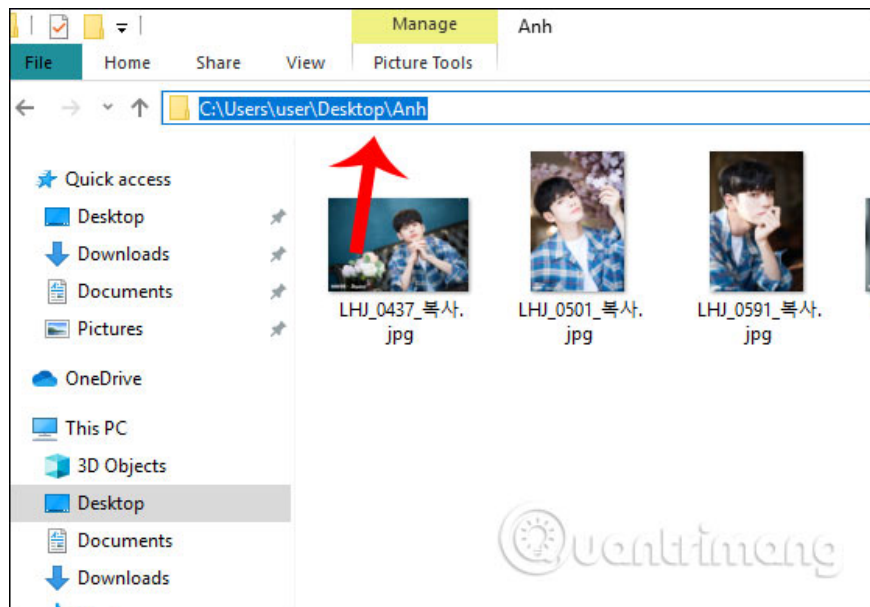 Manage
Anh
File
Home
Share
View
Picture Tools
C:\Users\user\Desktop\Anh
Quick access
Desktop
Downloads
Documents
Pictures
OneDrive
This PC
3D Objects
Desktop
Documents
Downloads
LHJ_0437_복사.
jpg
LHJ_0501_복사.
jpg
LHJ_0591_복사.
jpg
Quantrimang